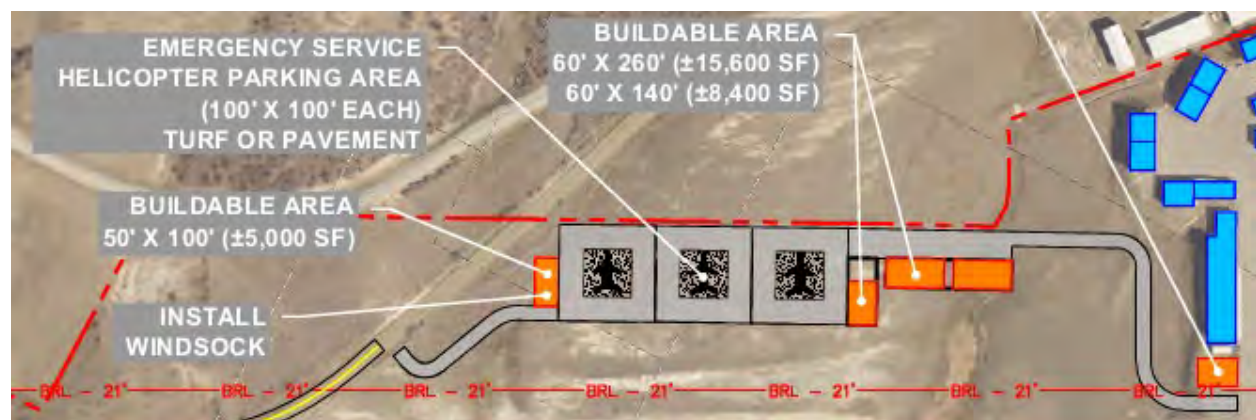 EMERGENCY SERVICE
HELICOPTER PARKING AREA
(100' X 100' EACH)
TURF OR PAVEMENT
BUILDABLE AREA
60' X 260' (±15,600 SF)
60' X 140' (±8,400 SF)
BUILDABLE AREA
50' X 100' (±5,000 SF)
INSTALL
WINDSOCK
BRL - 21' BRL - 21' BRL - 21' BRL - 21' BRL - 21' BRL - 21' BRL - 21'